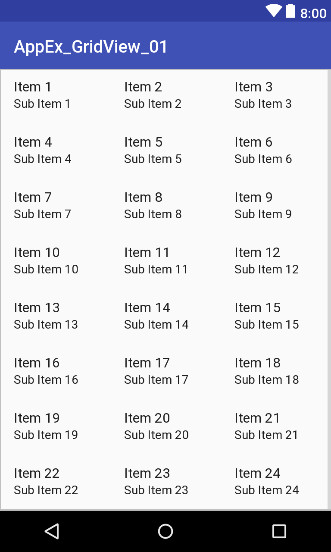 8:00
AppEx_GridView_01
Item 1 Item 2 Item 3
Sub Item 1 Sub Item 2 Sub Item 3
Item 4 Item 5 Item 6
Sub Item 4 Sub Item 5 Sub Item 6
Item 7 Item 8 Item 9
Sub Item 7 Sub Item 8 Sub Item 9
Item 10 Item 11 Item 12
Sub Item 10 Sub Item 11 Sub Item 12
Item 13 Item 14 Item 15
Sub Item 13 Sub Item 14 Sub Item 15
Item 16 Item 17 Item 18
Sub Item 16 Sub Item 17 Sub Item 18
Item 19 Item 20 Item 21
Sub Item 19 Sub Item 20 Sub Item 21
Item 22 Item 23 Item 24
Sub Item 22 Sub Item 23 Sub Item 24